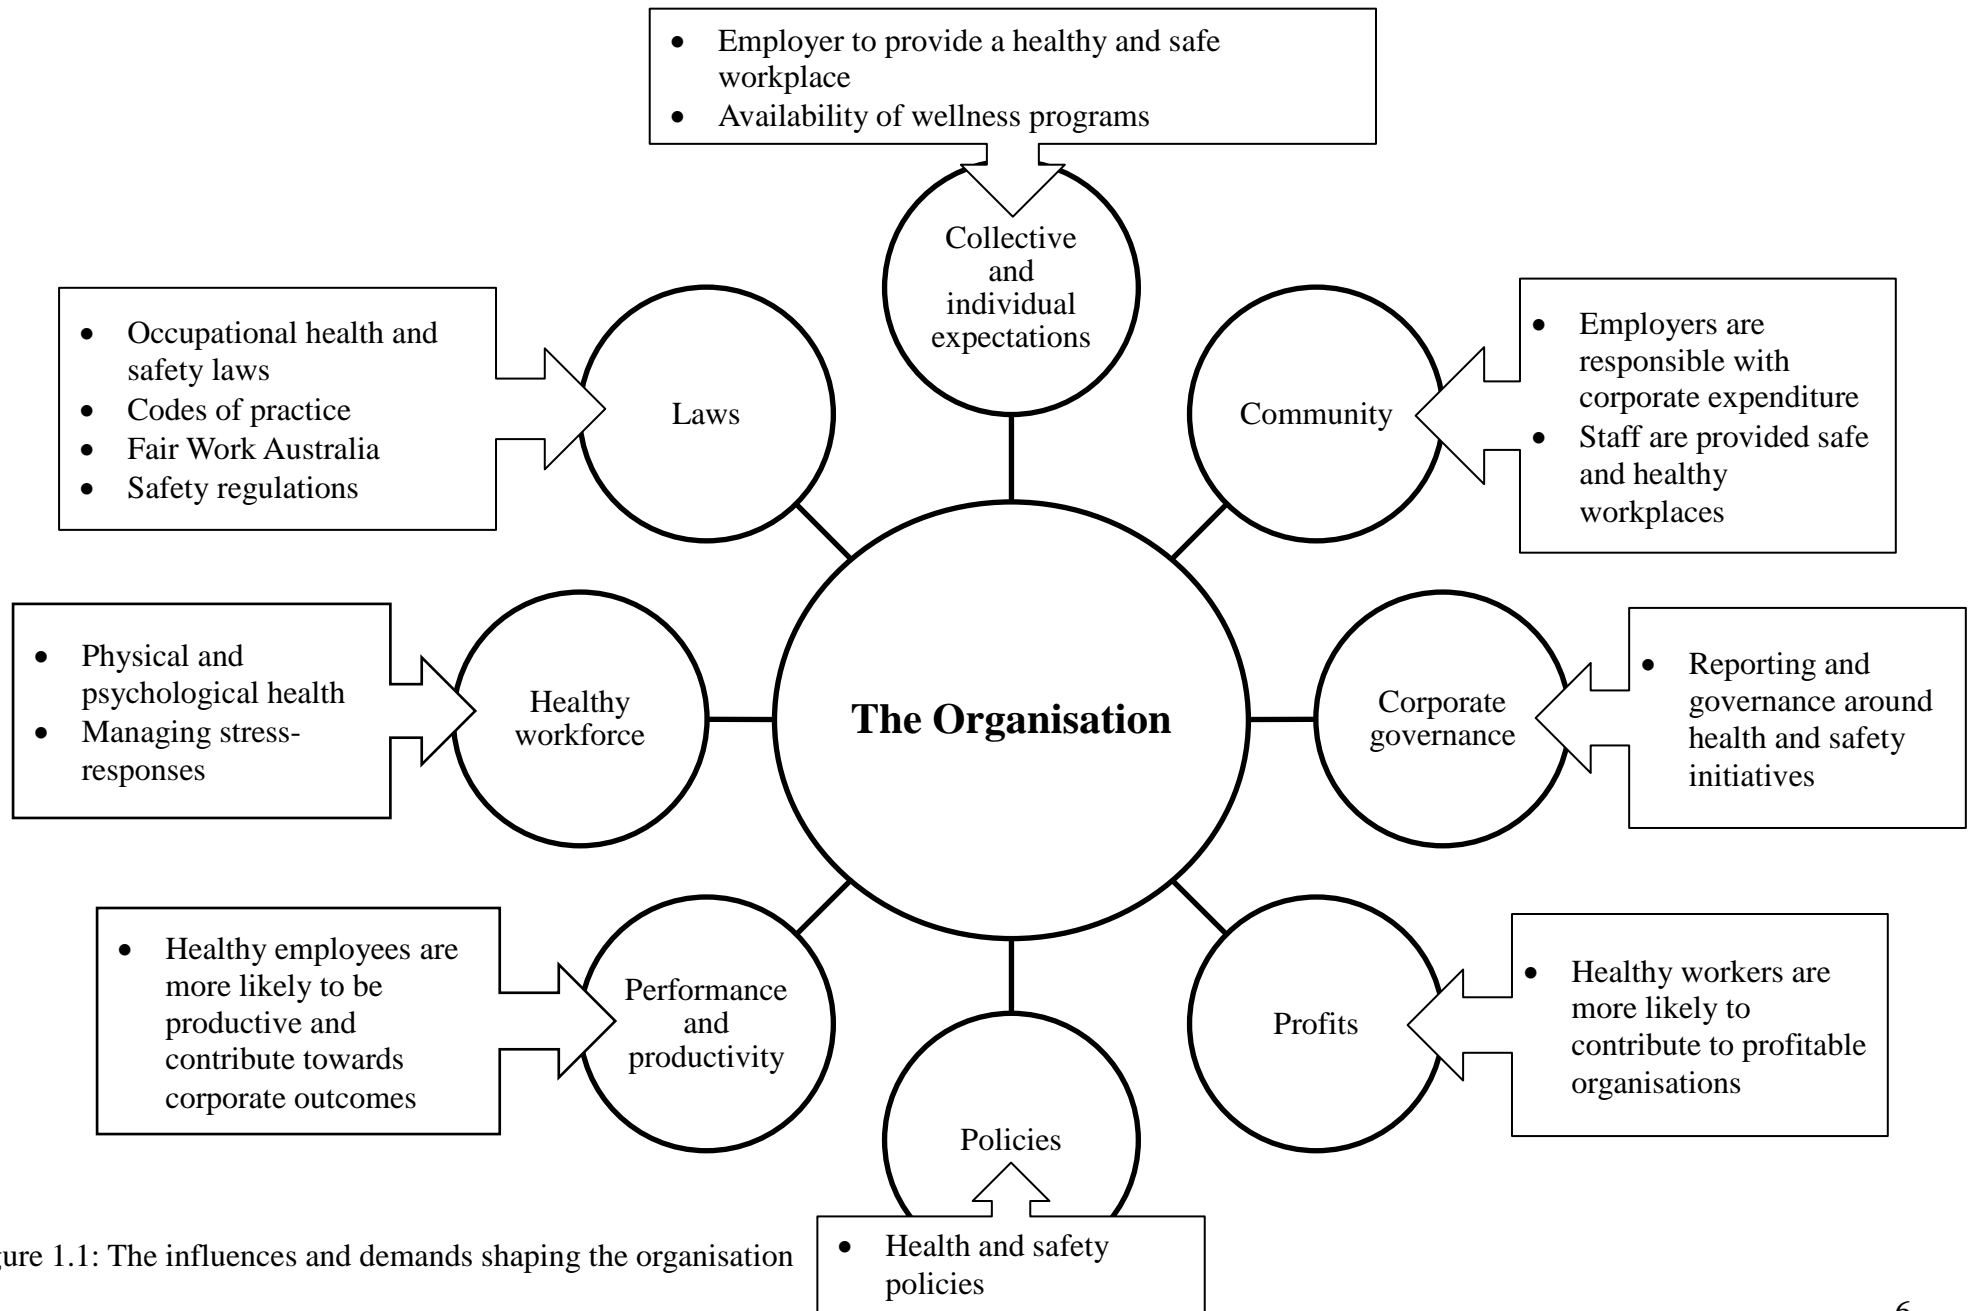 • Employer to provide a healthy and safe
workplace
• Availability of wellness programs
Collective
and
individual
expectations
• Occupational health and
safety laws
• Codes of practice
• Fair Work Australia
• Safety regulations
Laws
Community
• Employers are
responsible with
corporate expenditure
• Staff are provided safe
and healthy
workplaces
• Physical and
psychological health
• Managing stress-
responses
Healthy
workforce
The Organisation
Corporate
governance
• Reporting and
governance around
health and safety
initiatives
• Healthy employees are
more likely to be
productive and
contribute towards
corporate outcomes
Performance
and
productivity
Policies
Profits
• Healthy workers are
more likely to
contribute to profitable
organisations
• Health and safety
policies
gure 1.1: The influences and demands shaping the organisation